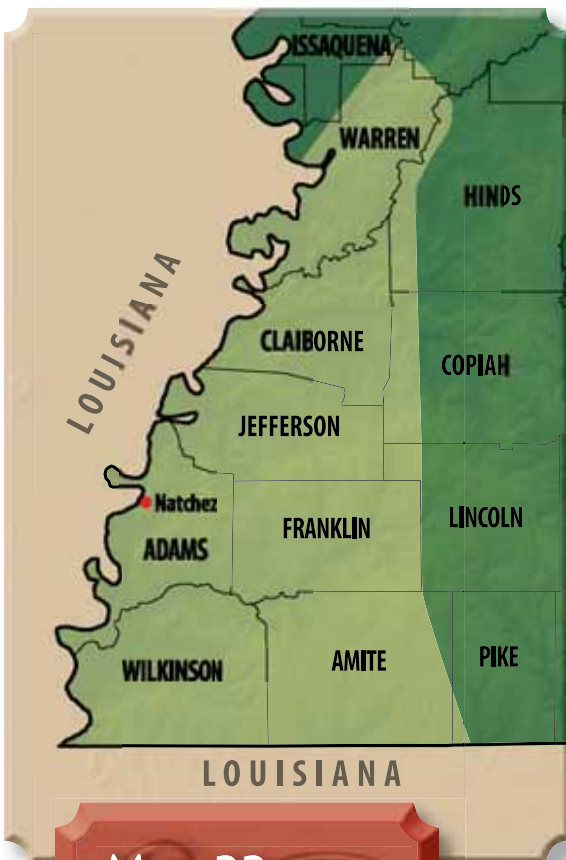 ISSAQUENA
WARREN
HINDS
LOUISIANA
CLAIBORNE
COPIAH
JEFFERSON
Natchez
LINCOLN
FRANKLIN
ADAMS
AMITE
PIKE
WILKINSON
LOUISIANA